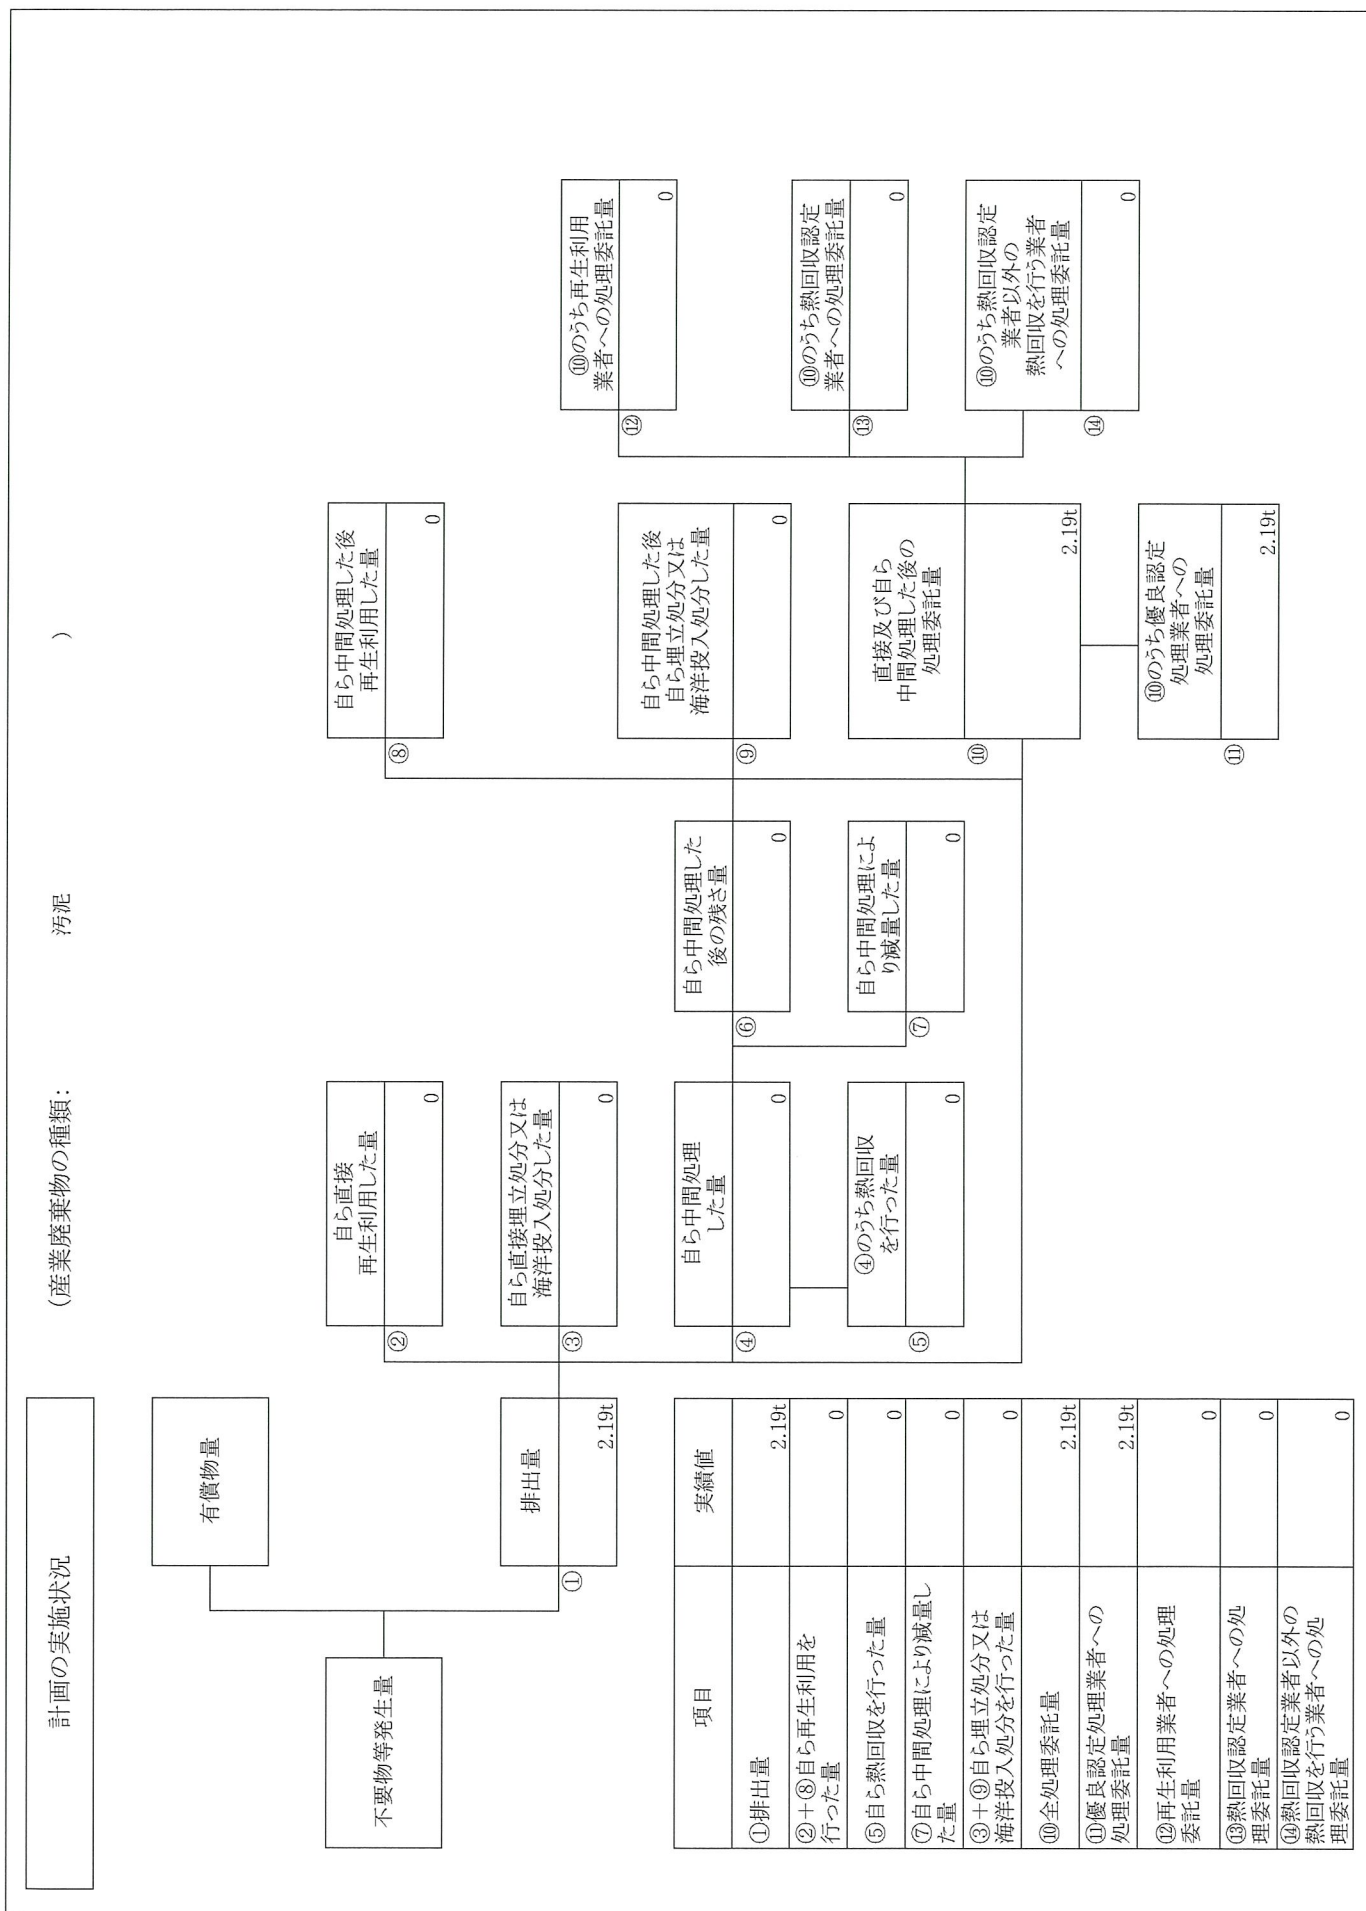 計画の実施状況
(産業廃棄物の種類: 汚泥 )
有償物量
不要物等発生量
排出量
① 2.19t
自ら直接
再生利用した量
② 0
自ら直接埋立処分又は
海洋投入処分した量
③ 0
自ら中間処理
した量
④ 0
④のうち熱回収
を行った量
⑤ 0
自ら中間処理した
後の残さ量
⑥ 0
自ら中間処理によ
り減量した量
⑦ 0
自ら中間処理した後
再生利用した量
⑧ 0
自ら中間処理した後
自ら埋立処分又は
海洋投入処分した量
⑨ 0
直接及び自ら
中間処理した後の
処理委託量
⑩ 2.19t
⑩のうち優良認定
処理業者への
処理委託量
⑪ 2.19t
⑩のうち再生利用
業者への処理委託量
⑫ 0
⑩のうち熱回収認定
業者への処理委託量
⑬ 0
⑩のうち熱回収認定
業者以外の
熱回収を行う業者
への処理委託量
⑭ 0
項目 実績値
①排出量 2.19t
②+⑧自ら再生利用を
行った量 0
⑤自ら熱回収を行った量 0
⑦自ら中間処理により減量し
た量 0
③+⑨自ら埋立処分又は
海洋投入処分を行った量 0
⑩全処理委託量 2.19t
⑪優良認定処理業者への
処理委託量 2.19t
⑫再生利用業者への処理
委託量 0
⑬熱回収認定業者への処
理委託量 0
⑭熱回収認定業者以外の
熱回収を行う業者への処
理委託量 0